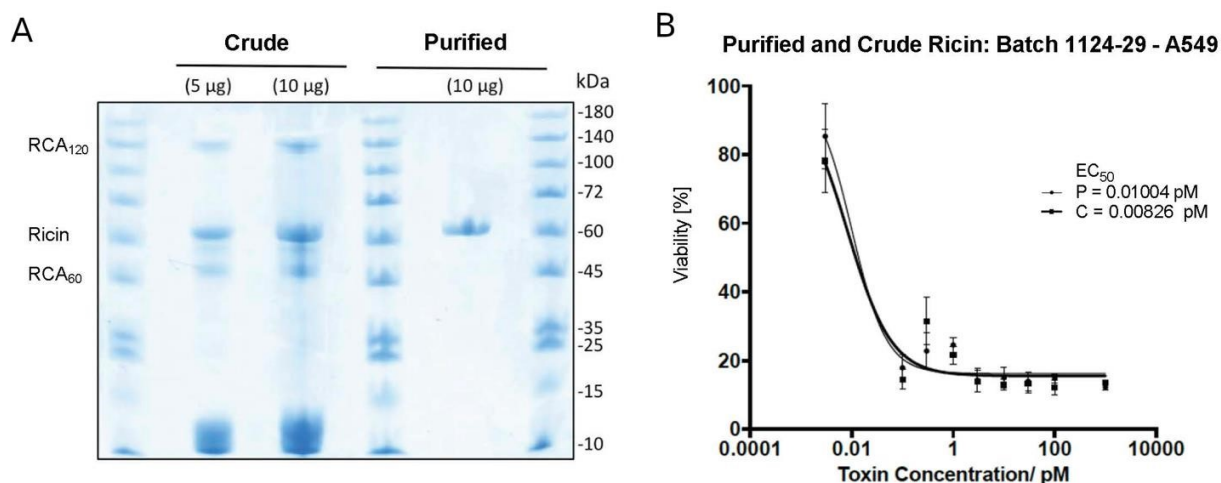 A
Crude
Purified
(5 µg)
(10 µg)
(10 µg)
kDa
-180
RCA120
-140
-100
-72
Ricin
-60
RCA60
-45
-35
-25
-15
-10
B
Purified and Crude Ricin: Batch 1124-29 - A549
100
80
60
40
20
0
Viability [%]
EC50
P = 0.01004 pM
C = 0.00826 pM
0.0001
0.01
1
100
10000
Toxin Concentration/ pM